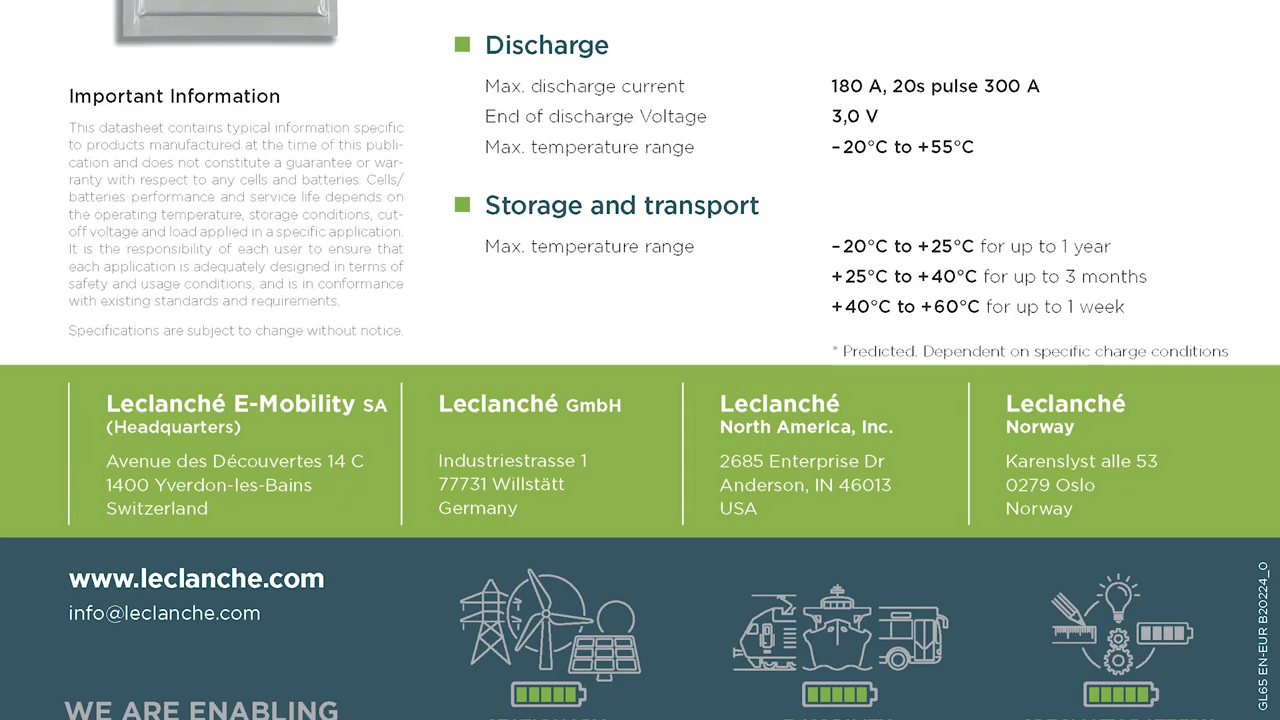 Important Information
This datasheet contains typical information specific
to products manufactured at the time of this publi-
cation and does not constitute a guarantee or war-
ranty with respect to any cells and batteries. Cells/
batteries performance and service life depends on
the operating temperature, storage conditions, cut-
off voltage and load applied in a specific application.
It is the responsibility of each user to ensure that
each application is adequately designed in terms of
safety and usage conditions, and is in conformance
with existing standards and requirements.
Specifications are subject to change without notice.
Discharge
Max. discharge current 180 A, 20s pulse 300 A
End of discharge Voltage 3,0 V
Max. temperature range –20°C to +55°C
Storage and transport
Max. temperature range –20°C to +25°C for up to 1 year
+25°C to +40°C for up to 3 months
+40°C to +60°C for up to 1 week
* Predicted. Dependent on specific charge conditions
Leclanché E-Mobility SA
(Headquarters)
Avenue des Découvertes 14 C
1400 Yverdon-les-Bains
Switzerland
Leclanché GmbH
Industriestrasse 1
77731 Willstätt
Germany
Leclanché
North America, Inc.
2685 Enterprise Dr
Anderson, IN 46013
USA
Leclanché
Norway
Karenslyst alle 53
0279 Oslo
Norway
www.leclanche.com
info@leclanche.com
WE ARE ENABLING
GL65 EN-EUR B20224_0